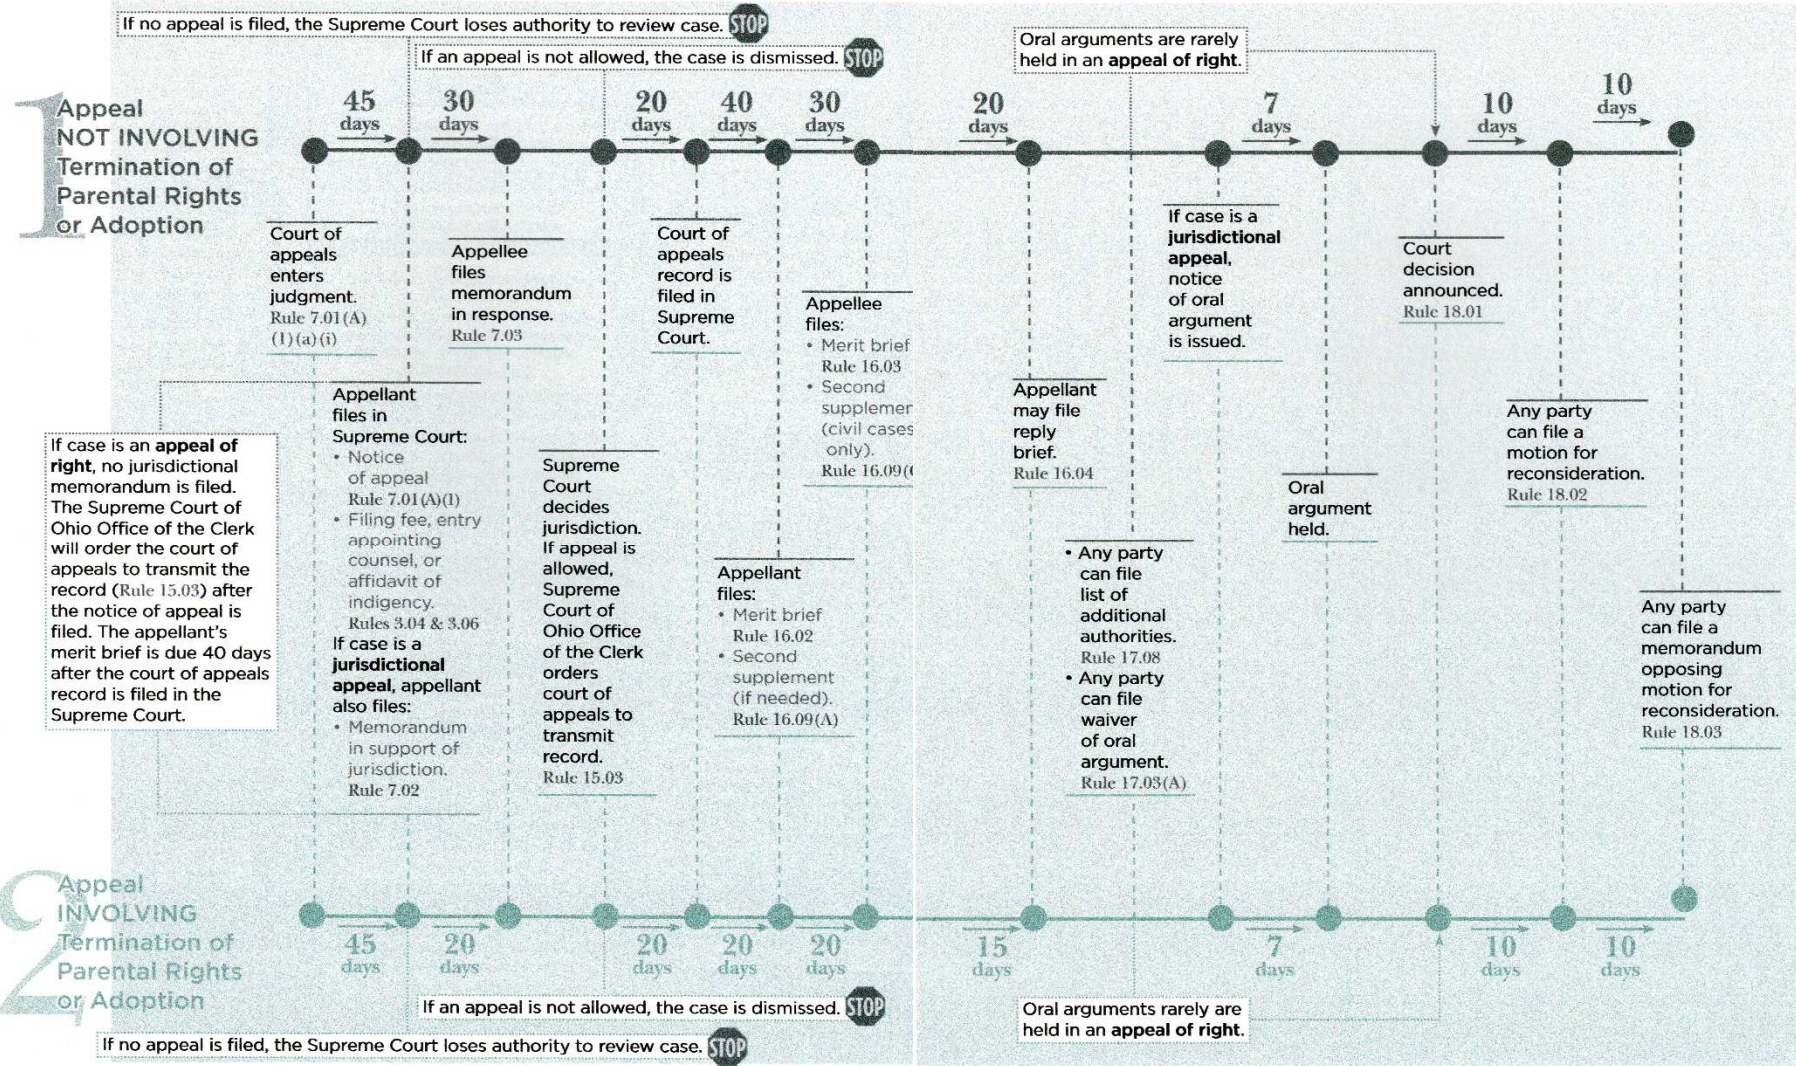 If no appeal is filed, the Supreme Court loses authority to review case. STOP
If an appeal is not allowed, the case is dismissed. STOP
Oral arguments are rarely
held in an appeal of right.
1
Appeal
NOT INVOLVING
Termination of
Parental Rights
or Adoption
45
days
30
days
20
days
40
days
30
days
20
days
7
days
10
days
10
days
Court of
appeals
enters
judgment.
Rule 7.01(A)
(1)(a)(i)
If case is an appeal of
right, no jurisdictional
memorandum is filed.
The Supreme Court of
Ohio Office of the Clerk
will order the court of
appeals to transmit the
record (Rule 15.03) after
the notice of appeal is
filed. The appellant's
merit brief is due 40 days
after the court of appeals
record is filed in the
Supreme Court.
Appellant
files in
Supreme Court:
• Notice
of appeal
Rule 7.01(A)(1)
• Filing fee, entry
appointing
counsel, or
affidavit of
indigency.
Rules 3.04 & 3.06
If case is a
jurisdictional
appeal, appellant
also files:
• Memorandum
in support of
jurisdiction.
Rule 7.02
Appellee
files
memorandum
in response.
Rule 7.03
Supreme
Court
decides
jurisdiction.
If appeal is
allowed,
Supreme
Court of
Ohio Office
of the Clerk
orders
court of
appeals to
transmit
record.
Rule 15.03
Court of
appeals
record is
filed in
Supreme
Court.
Appellant
files:
• Merit brief
Rule 16.02
• Second
supplement
(if needed).
Rule 16.09(A)
Appellee
files:
• Merit brief
Rule 16.03
• Second
supplemen
(civil cases
only).
Rule 16.09(
Appellant
may file
reply
brief.
Rule 16.04
• Any party
can file
list of
additional
authorities.
Rule 17.08
• Any party
can file
waiver
of oral
argument.
Rule 17.03(A)
If case is a
jurisdictional
appeal,
notice
of oral
argument
is issued.
Oral
argument
held.
Court
decision
announced.
Rule 18.01
Any party
can file a
motion for
reconsideration.
Rule 18.02
Any party
can file a
memorandum
opposing
motion for
reconsideration.
Rule 18.03
2
Appeal
INVOLVING
Termination of
Parental Rights
or Adoption
45
days
20
days
20
days
20
days
20
days
15
days
7
days
10
days
10
days
If an appeal is not allowed, the case is dismissed. STOP
If no appeal is filed, the Supreme Court loses authority to review case. STOP
Oral arguments rarely are
held in an appeal of right.